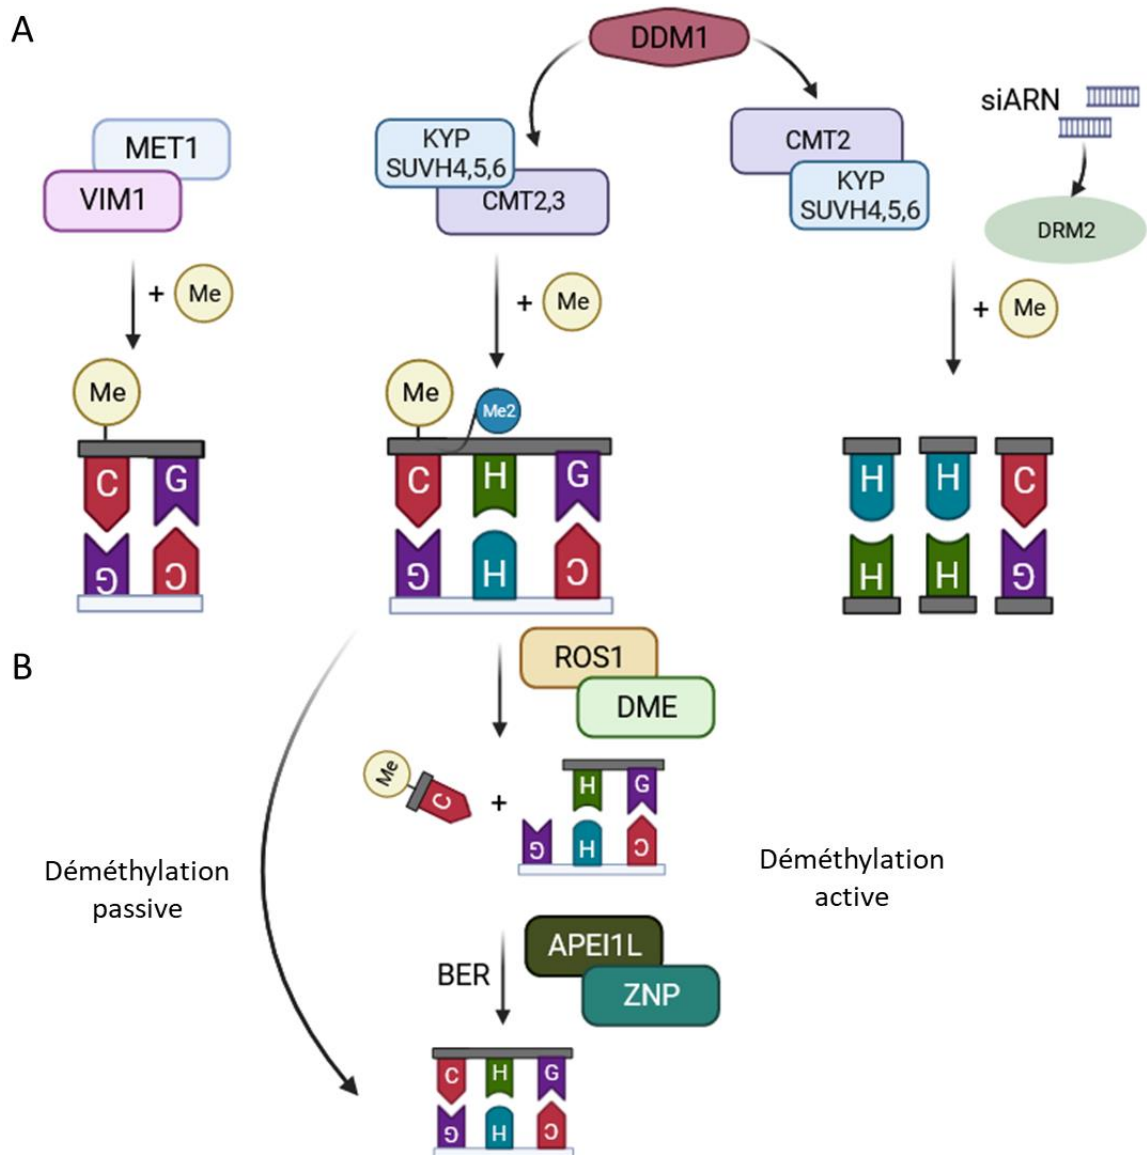 A
DDM1
siARN
MET1
VIM1
KYP
SUVH4,5,6
CMT2,3
CMT2
KYP
SUVH4,5,6
DRM2
+ Me
+ Me
+ Me
Me
Me
Me2
C G
G C
C H G
G H C
H H C
H H G
B
ROS1
DME
Me
C
+
H G
G H C
Déméthylation
passive
Déméthylation
active
BER
APEI1L
ZNP
C H G
G H C